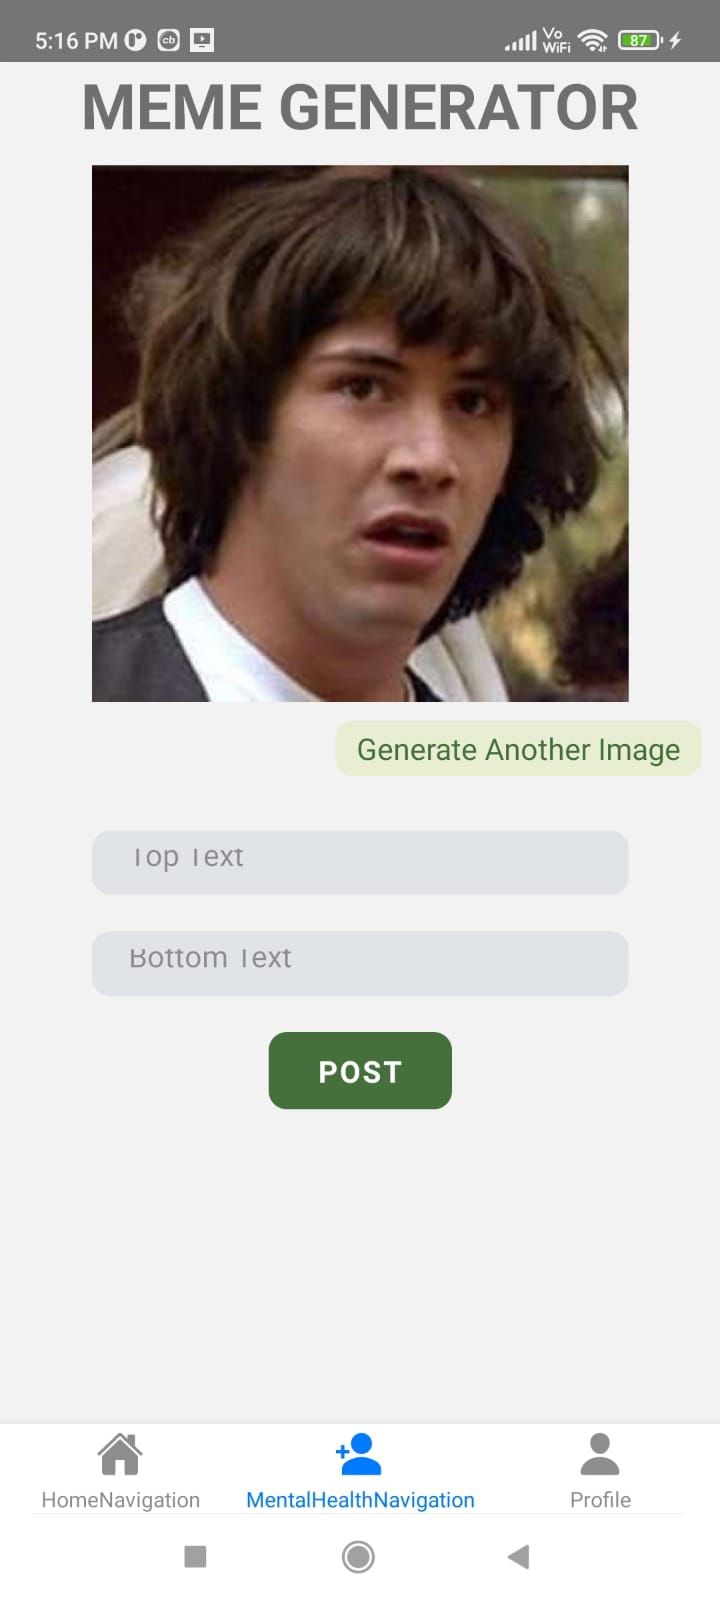 5:16 PM cb Vo WiFi 87
MEME GENERATOR
Generate Another Image
Top Text
Bottom Text
POST
HomeNavigation MentalHealthNavigation Profile